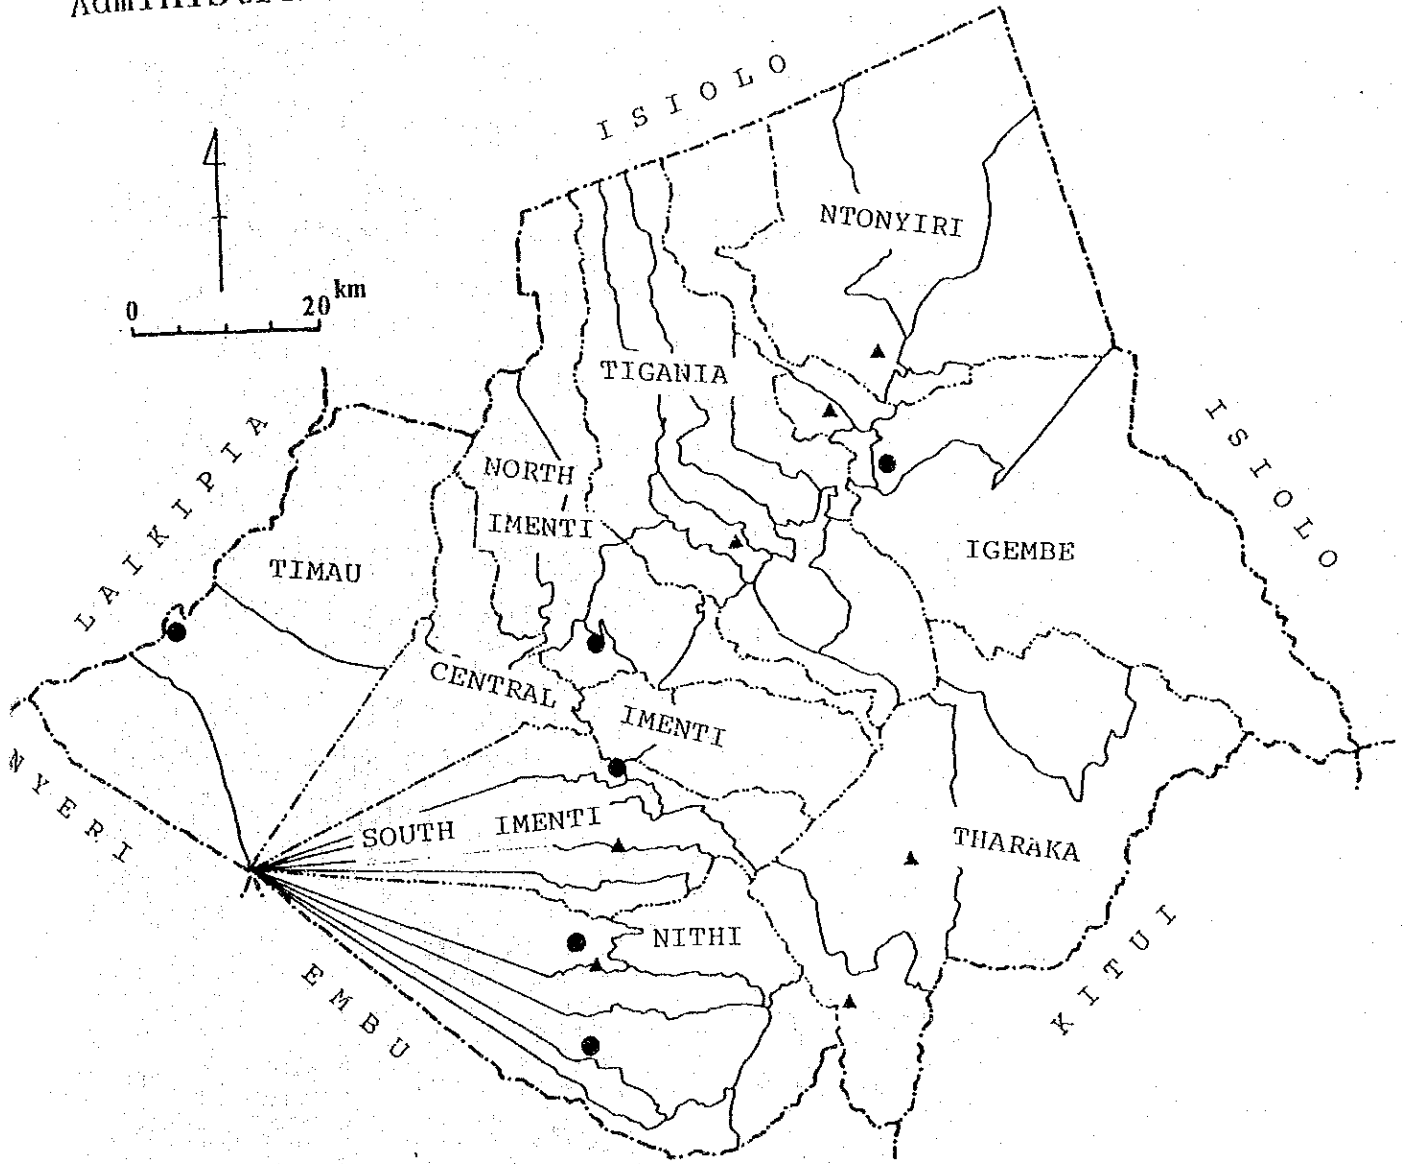 ISIOLO
NTONYIRI
0 20 km
TIGANIA
LAIKIPIA
NORTH
IMENTI
ISIOLO
TIMAU
IGEMBE
CENTRAL
IMENTI
NYERI
SOUTH IMENTI
THARAKA
NITHI
EMBU
KITUI